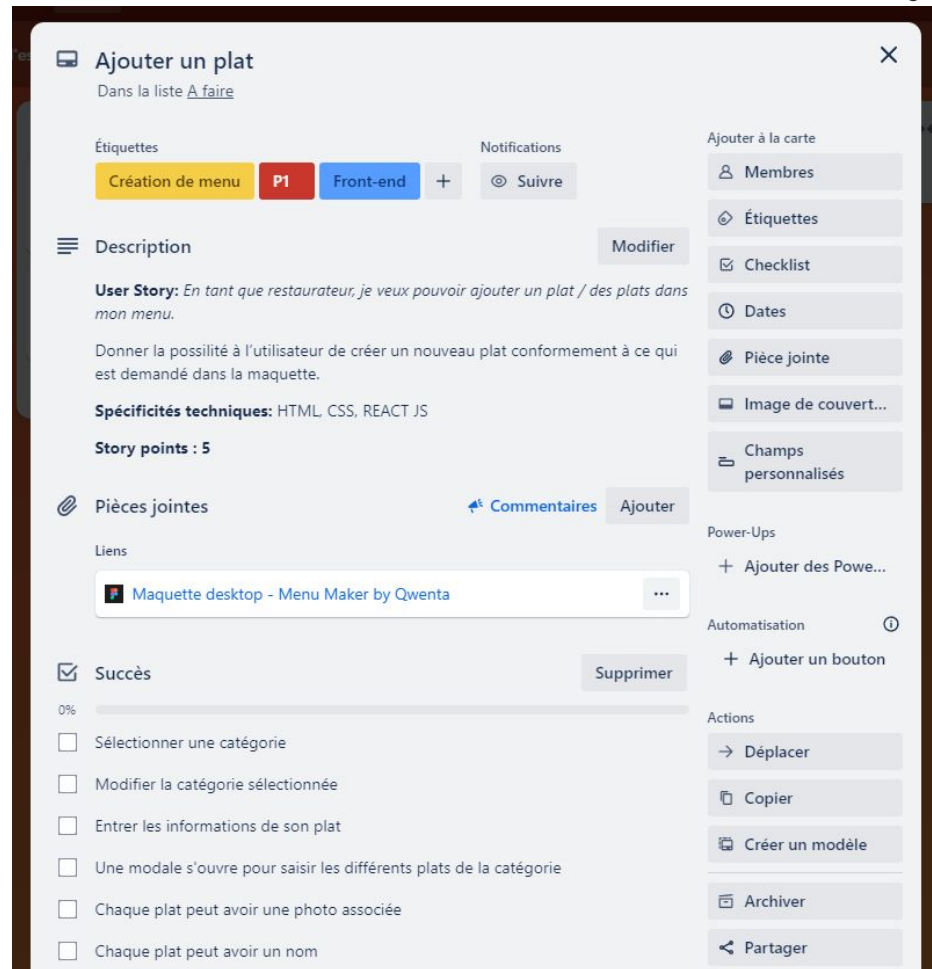 Ajouter un plat
Dans la liste A faire
Étiquettes
Notifications
Création de menu
P1
Front-end
Suivre
Description
Modifier
User Story: En tant que restaurateur, je veux pouvoir ajouter un plat / des plats dans
mon menu.
Donner la possilité à l'utilisateur de créer un nouveau plat conformement à ce qui
est demandé dans la maquette.
Spécificités techniques: HTML, CSS, REACT JS
Story points : 5
Pièces jointes
Commentaires
Ajouter
Liens
Maquette desktop - Menu Maker by Qwenta
Succès
Supprimer
0%
Sélectionner une catégorie
Modifier la catégorie sélectionnée
Entrer les informations de son plat
Une modale s'ouvre pour saisir les différents plats de la catégorie
Chaque plat peut avoir une photo associée
Chaque plat peut avoir un nom
Ajouter à la carte
Membres
Étiquettes
Checklist
Dates
Pièce jointe
Image de couvert...
Champs
personnalisés
Power-Ups
Ajouter des Powe...
Automatisation
Ajouter un bouton
Actions
Déplacer
Copier
Créer un modèle
Archiver
Partager